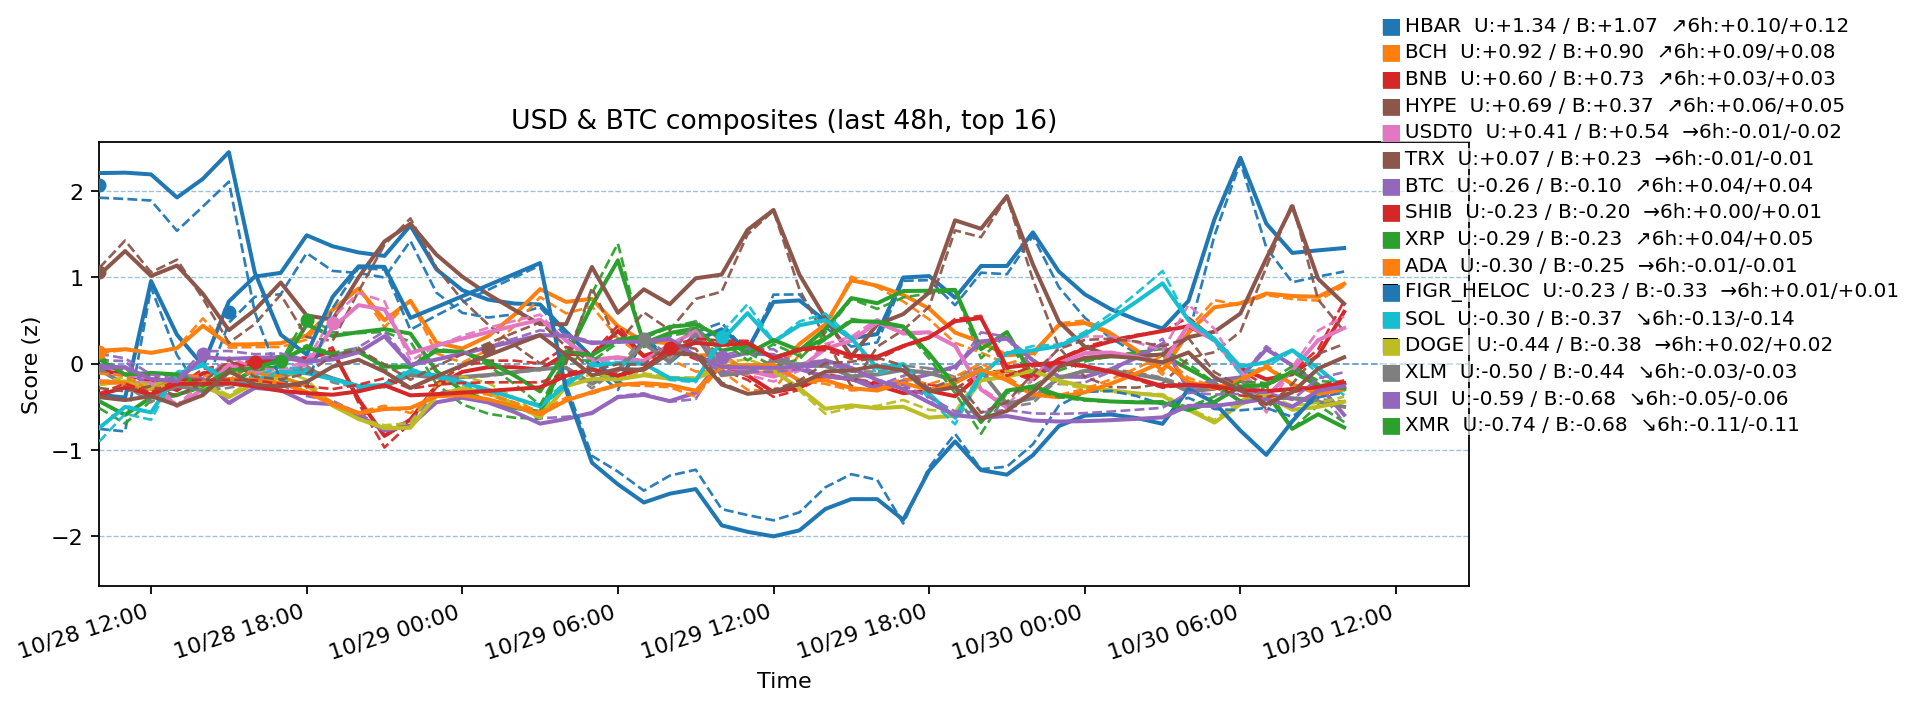 HBAR U:+1.34 / B:+1.07 ↗6h:+0.10/+0.12
BCH U:+0.92 / B:+0.90 ↗6h:+0.09/+0.08
BNB U:+0.60 / B:+0.73 ↗6h:+0.03/+0.03
HYPE U:+0.69 / B:+0.37 ↗6h:+0.06/+0.05
USDT0 U:+0.41 / B:+0.54 →6h:-0.01/-0.02
TRX U:+0.07 / B:+0.23 →6h:-0.01/-0.01
BTC U:-0.26 / B:-0.10 ↗6h:+0.04/+0.04
SHIB U:-0.23 / B:-0.20 →6h:+0.00/+0.01
XRP U:-0.29 / B:-0.23 ↗6h:+0.04/+0.05
ADA U:-0.30 / B:-0.25 →6h:-0.01/-0.01
FIGR_HELOC U:-0.23 / B:-0.33 →6h:+0.01/+0.01
SOL U:-0.30 / B:-0.37 ↘6h:-0.13/-0.14
DOGE U:-0.44 / B:-0.38 →6h:+0.02/+0.02
XLM U:-0.50 / B:-0.44 ↘6h:-0.03/-0.03
SUI U:-0.59 / B:-0.68 ↘6h:-0.05/-0.06
XMR U:-0.74 / B:-0.68 ↘6h:-0.11/-0.11
USD & BTC composites (last 48h, top 16)
Score (z)
2
1
0
−1
−2
10/28 12:00
10/28 18:00
10/29 00:00
10/29 06:00
10/29 12:00
10/29 18:00
10/30 00:00
10/30 06:00
10/30 12:00
Time